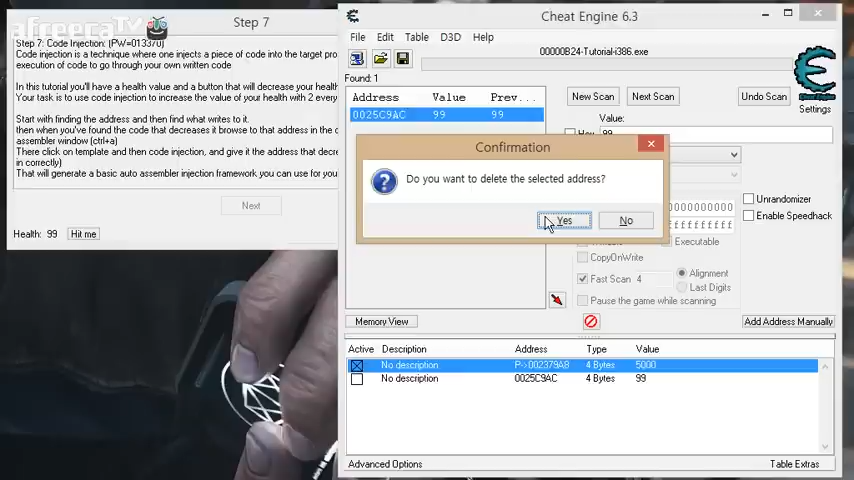 afreecaTV
Step 7
Step 7: Code Injection: (PW=013370)
Code injection is a technique where one injects a piece of code into the target pro
execution of code to go through your own written code
In this tutorial you'll have a health value and a button that will decrease your health
Your task is to use code injection to increase the value of your health with 2 every
Start with finding the address and then find what writes to it.
then when you've found the code that decreases it browse to that address in the d
assembler window (ctrl+a)
There click on template and then code injection, and give it the address that decre
in correctly)
That will generate a basic auto assembler injection framework you can use for you
Next
Health: 99 Hit me
Cheat Engine 6.3
File Edit Table D3D Help
00000B24-Tutorial-i386.exe
Found: 1
Address Value Prev...
0025C9AC 99 99
New Scan Next Scan Undo Scan
Cheat Engine
Settings
Value:
Hex 99
Confirmation
Do you want to delete the selected address?
Yes No
Unrandomizer
Enable Speedhack
Executable
CopyOnWrite
Fast Scan 4 Alignment
Last Digits
Pause the game while scanning
Memory View Add Address Manually
Active Description Address Type Value
No description P->002379A8 4 Bytes 5000
No description 0025C9AC 4 Bytes 99
Advanced Options Table Extras